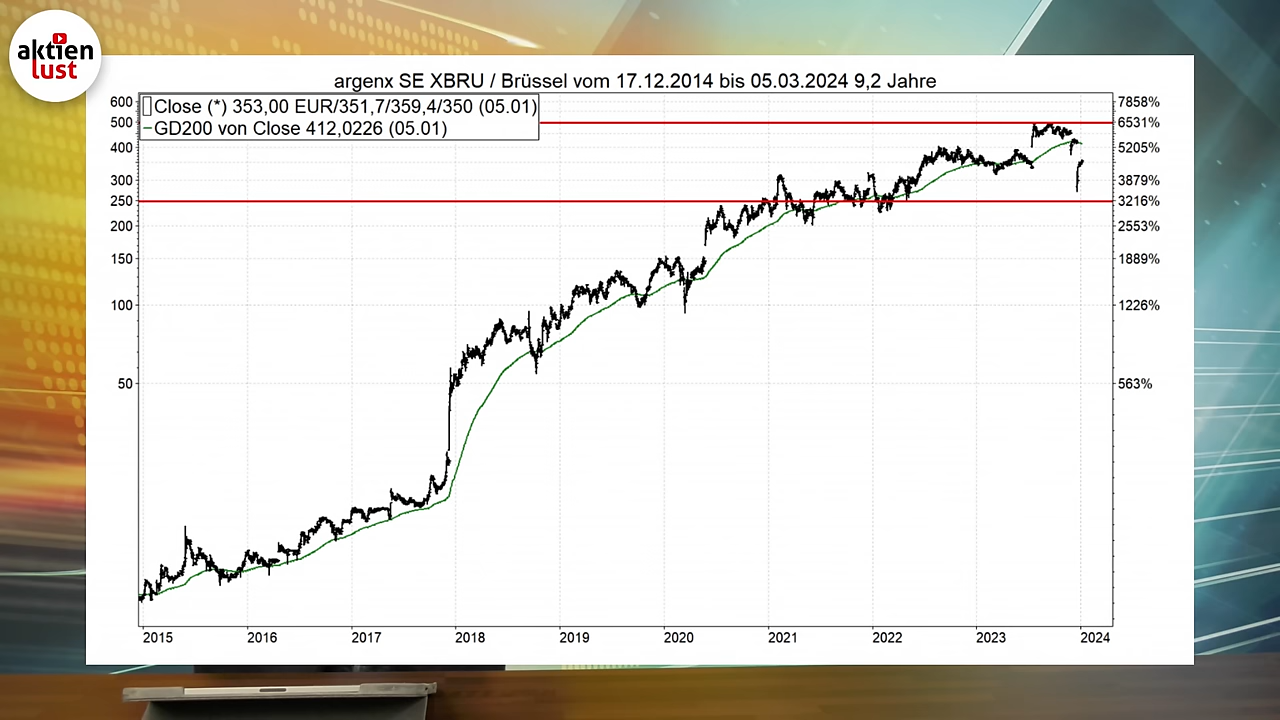 aktien
lust
argenx SE XBRU / Brüssel vom 17.12.2014 bis 05.03.2024 9,2 Jahre
Close (*) 353,00 EUR/351,7/359,4/350 (05.01)
GD200 von Close 412,0226 (05.01)
600 7858%
500 6531%
400 5205%
300 3879%
250 3216%
200 2553%
150 1889%
100 1226%
50 563%
2015 2016 2017 2018 2019 2020 2021 2022 2023 2024